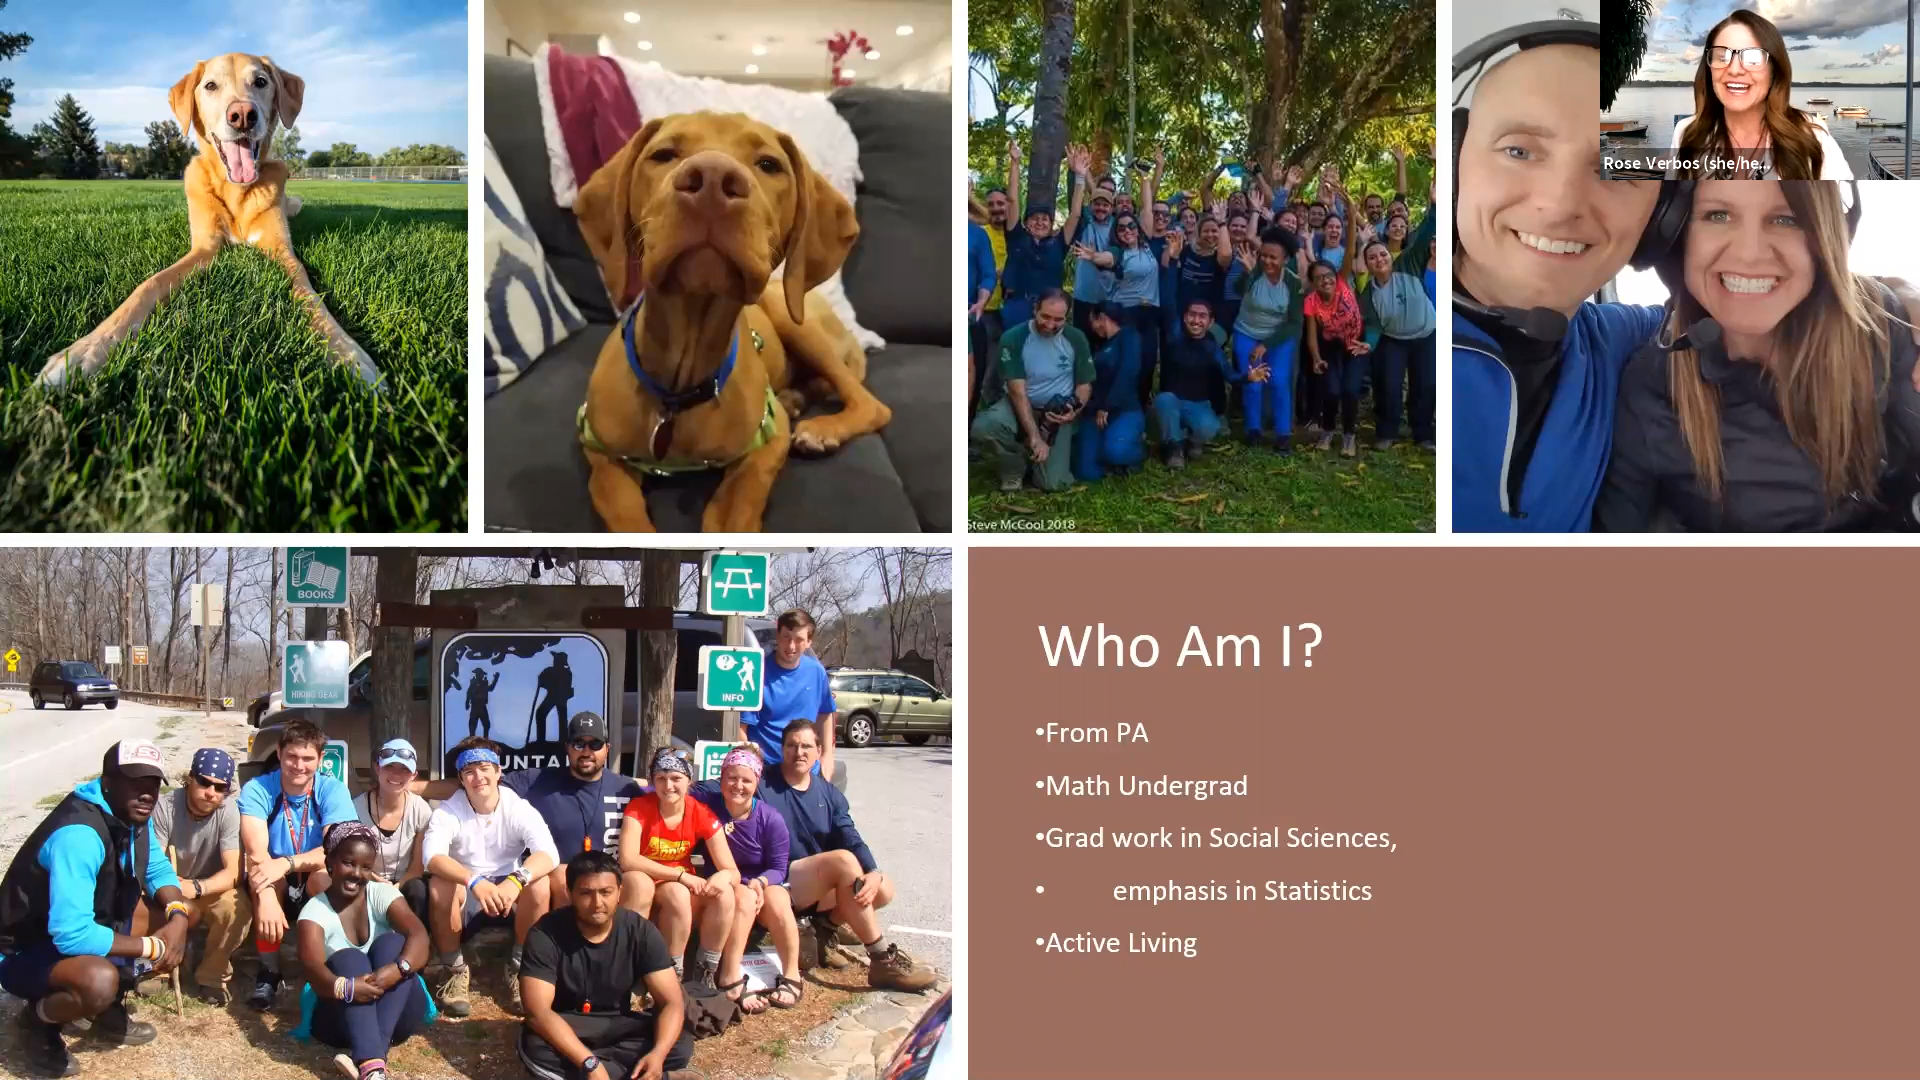 Rose Verbos (she/he...
Steve McCool 2018
BOOKS
HIKING GEAR
INFO
Who Am I?
•From PA
•Math Undergrad
•Grad work in Social Sciences,
• emphasis in Statistics
•Active Living